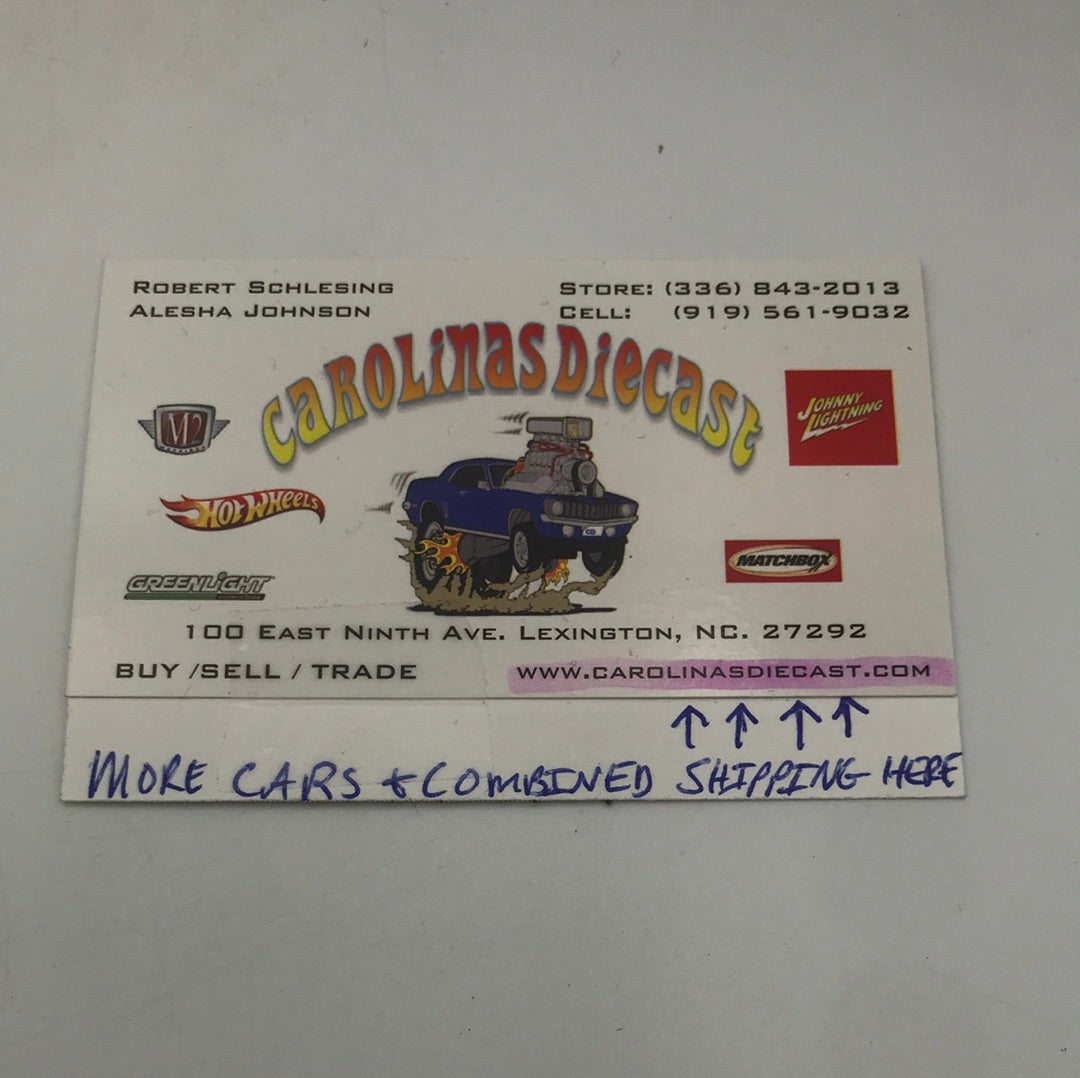 ROBERT SCHLESING
ALESHA JOHNSON
STORE: (336) 843-2013
CELL: (919) 561-9032
CAROLINAS DIECAST
M2
JOHNNY LIGHTNING
HOT WHEELS
MATCHBOX
GREENLIGHT
100 EAST NINTH AVE. LEXINGTON, NC. 27292
BUY /SELL / TRADE
WWW.CAROLINASDIECAST.COM
↑ ↑ ↑ ↑
MORE CARS + COMBINED SHIPPING HERE